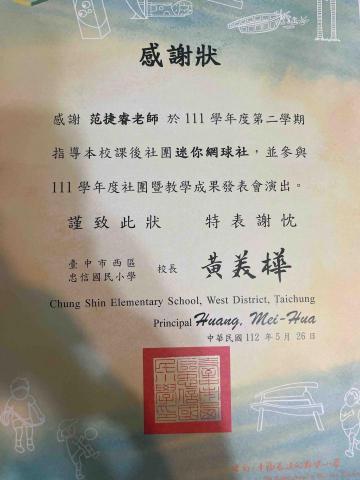 感謝狀
感謝 范捷睿老師 於 111 學年度第二學期
指導本校課後社團迷你網球社，並參與
111 學年度社團暨教學成果發表會演出。
謹致此狀 特表謝忱
臺中市西區
忠信國民小學 校長 黃美樺
Chung Shin Elementary School, West District, Taichung
Principal Huang, Mei-Hua
中華民國 112 年 5 月 26 日